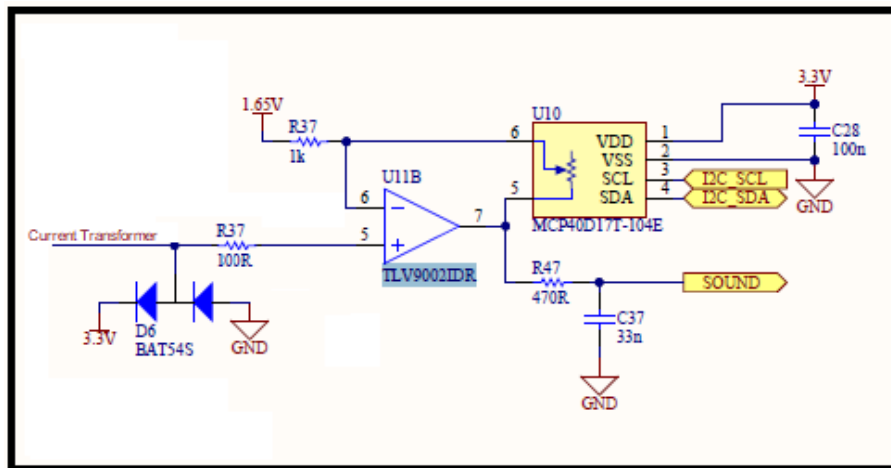 3.3V
1.65V
U10
R37
1k
6
VDD
1
C28
100n
VSS
2
U11B
SCL
3
I2C_SCL
6
5
SDA
4
I2C_SDA
GND
7
MCP40D17T-104E
Current Transformer
R37
100R
5
TLV9002IDR
R47
470R
SOUND
C37
33n
3.3V
D6
BAT54S
GND
GND